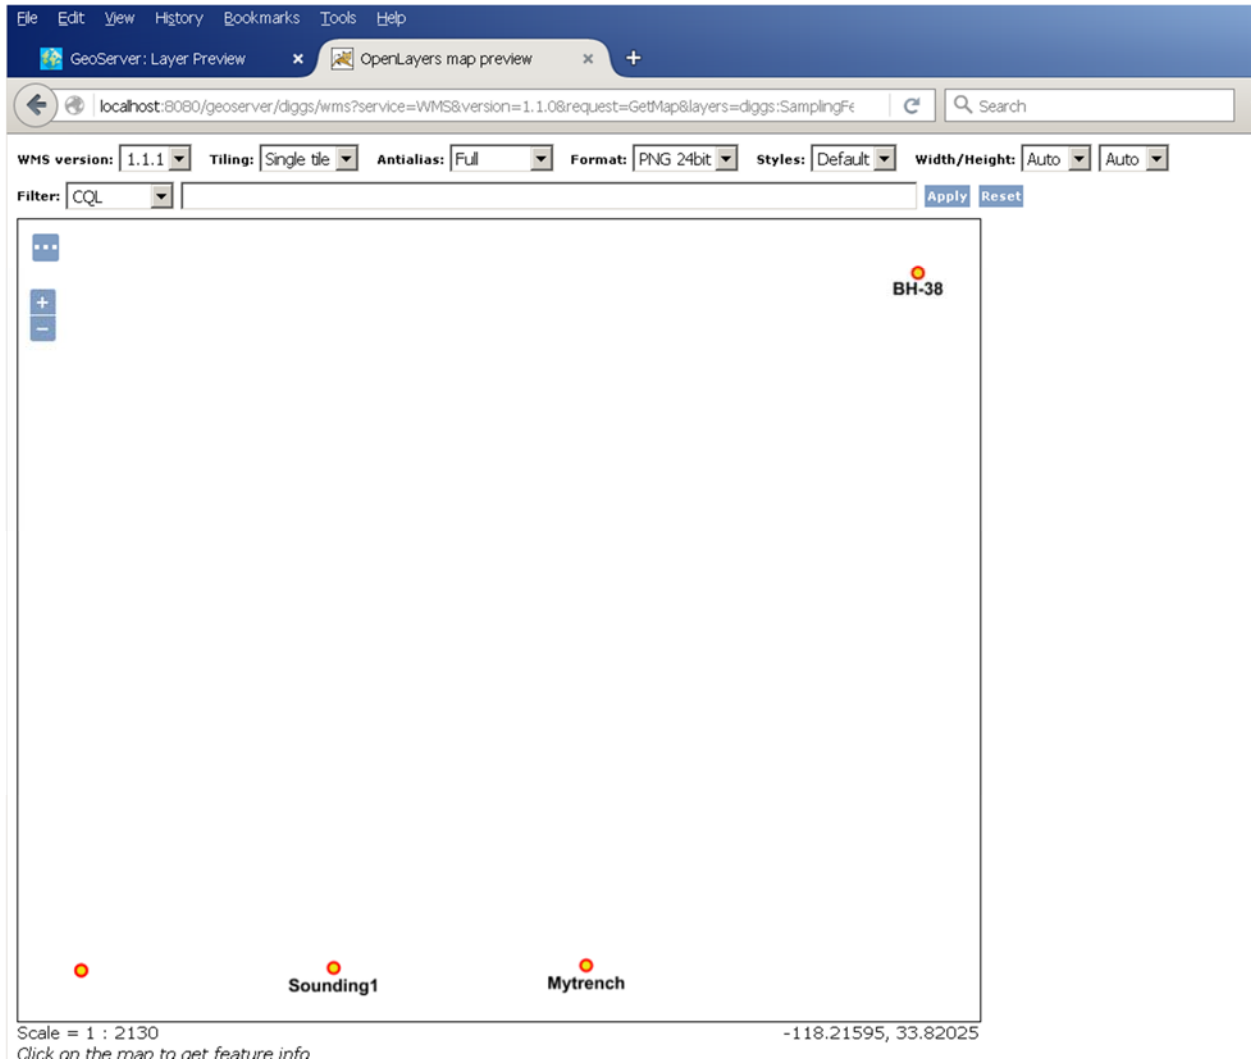 File Edit View History Bookmarks Tools Help
GeoServer: Layer Preview × OpenLayers map preview × +
localhost:8080/geoserver/diggs/wms?service=WMS&version=1.1.0&request=GetMap&layers=diggs:SamplingFe Search
WMS version: 1.1.1 Tiling: Single tile Antialias: Full Format: PNG 24bit Styles: Default Width/Height: Auto Auto
Filter: CQL Apply Reset
...
+
−
BH-38
Sounding1
Mytrench
Scale = 1 : 2130 -118.21595, 33.82025
Click on the map to get feature info